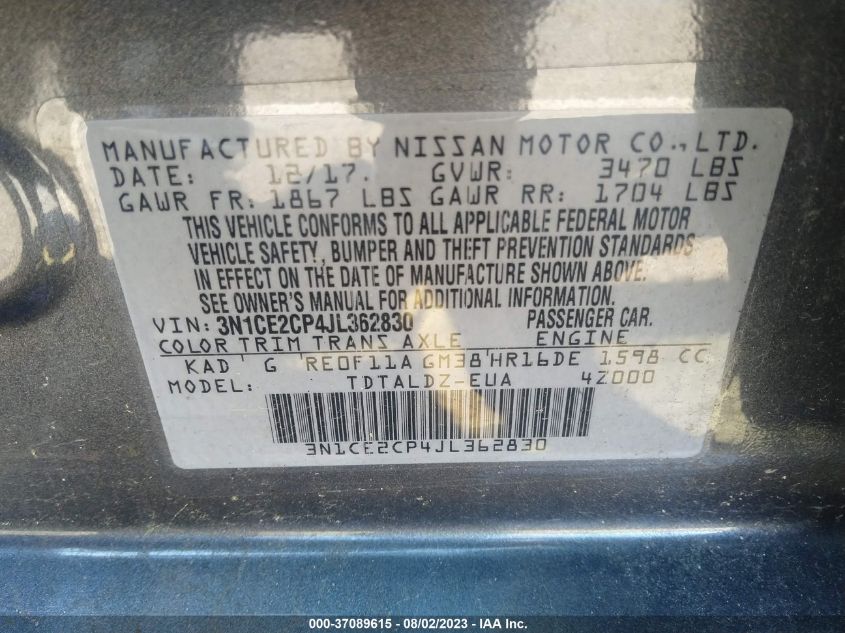 MANUFACTURED BY NISSAN MOTOR CO., LTD.
DATE: 12/17. GVWR: 3470 LBS
GAWR FR: 1867 LBS GAWR RR: 1704 LBS
THIS VEHICLE CONFORMS TO ALL APPLICABLE FEDERAL MOTOR
VEHICLE SAFETY, BUMPER AND THEFT PREVENTION STANDARDS
IN EFFECT ON THE DATE OF MANUFACTURE SHOWN ABOVE.
SEE OWNER'S MANUAL FOR ADDITIONAL INFORMATION.
VIN: 3N1CE2CP4JL362830 PASSENGER CAR.
COLOR TRIM TRANS AXLE ENGINE
KAD G RE0F11A GM38 HR16DE 1598 CC
MODEL: TDTALDZ-EUA 4Z000
3N1CE2CP4JL362830
000-37089615 - 08/02/2023 - IAA Inc.